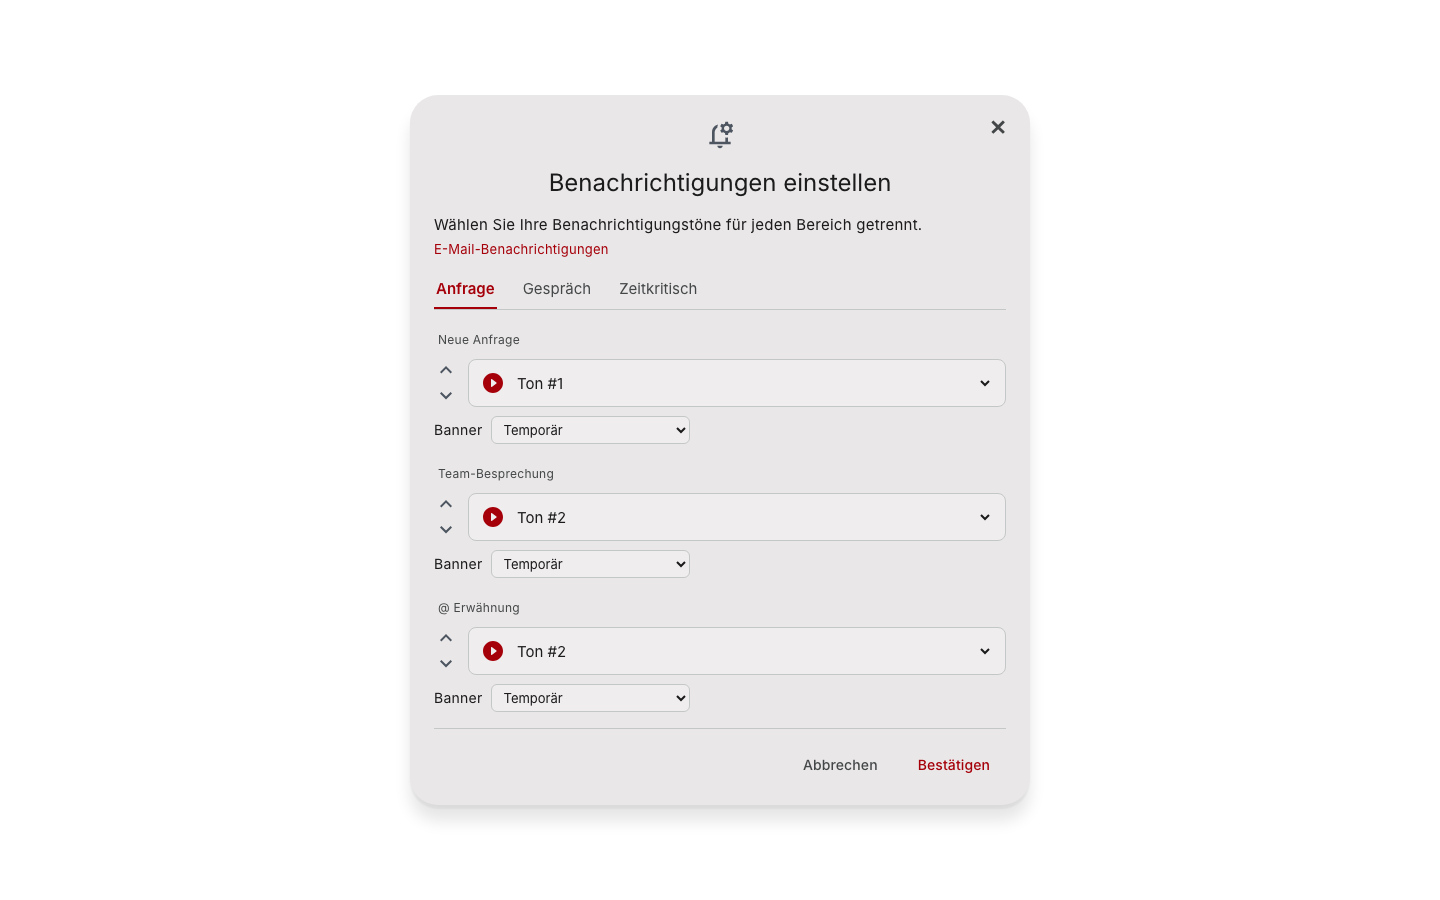 Benachrichtigungen einstellen
Wählen Sie Ihre Benachrichtigungstöne für jeden Bereich getrennt.
E-Mail-Benachrichtigungen
Anfrage Gespräch Zeitkritisch
Neue Anfrage
Ton #1
Banner Temporär
Team-Besprechung
Ton #2
Banner Temporär
@ Erwähnung
Ton #2
Banner Temporär
Abbrechen Bestätigen